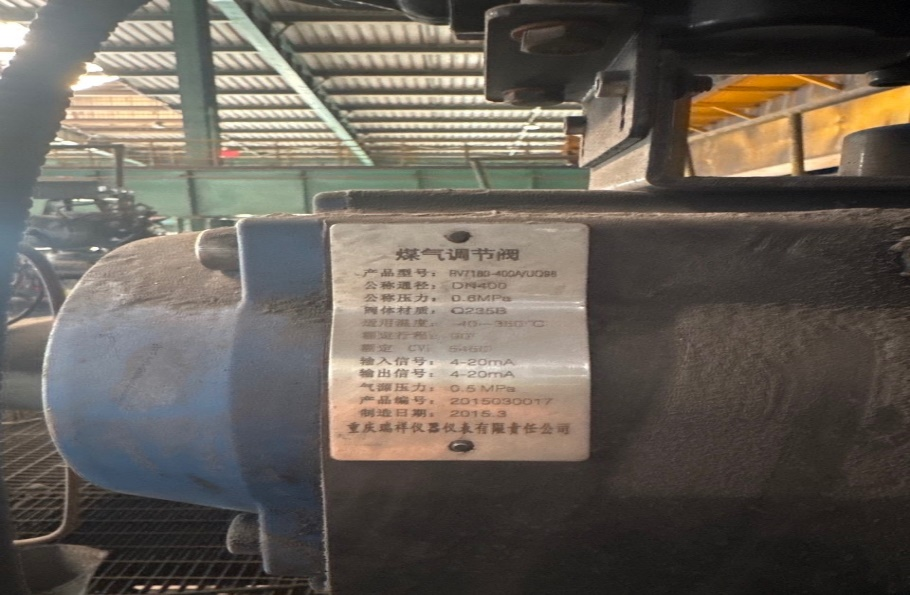 煤气调节阀
产品型号: RV7180-400A/UQ98
公称通径: DN400
公称压力: 0.6MPa
阀体材质: Q235B
适用温度: -40--350℃
额定行程: 90°
额定 CV:
输入信号: 4-20mA
输出信号: 4-20mA
气源压力: 0.5MPa
产品编号: 2015030017
制造日期: 2015.3
重庆瑞祥仪器仪表有限责任公司